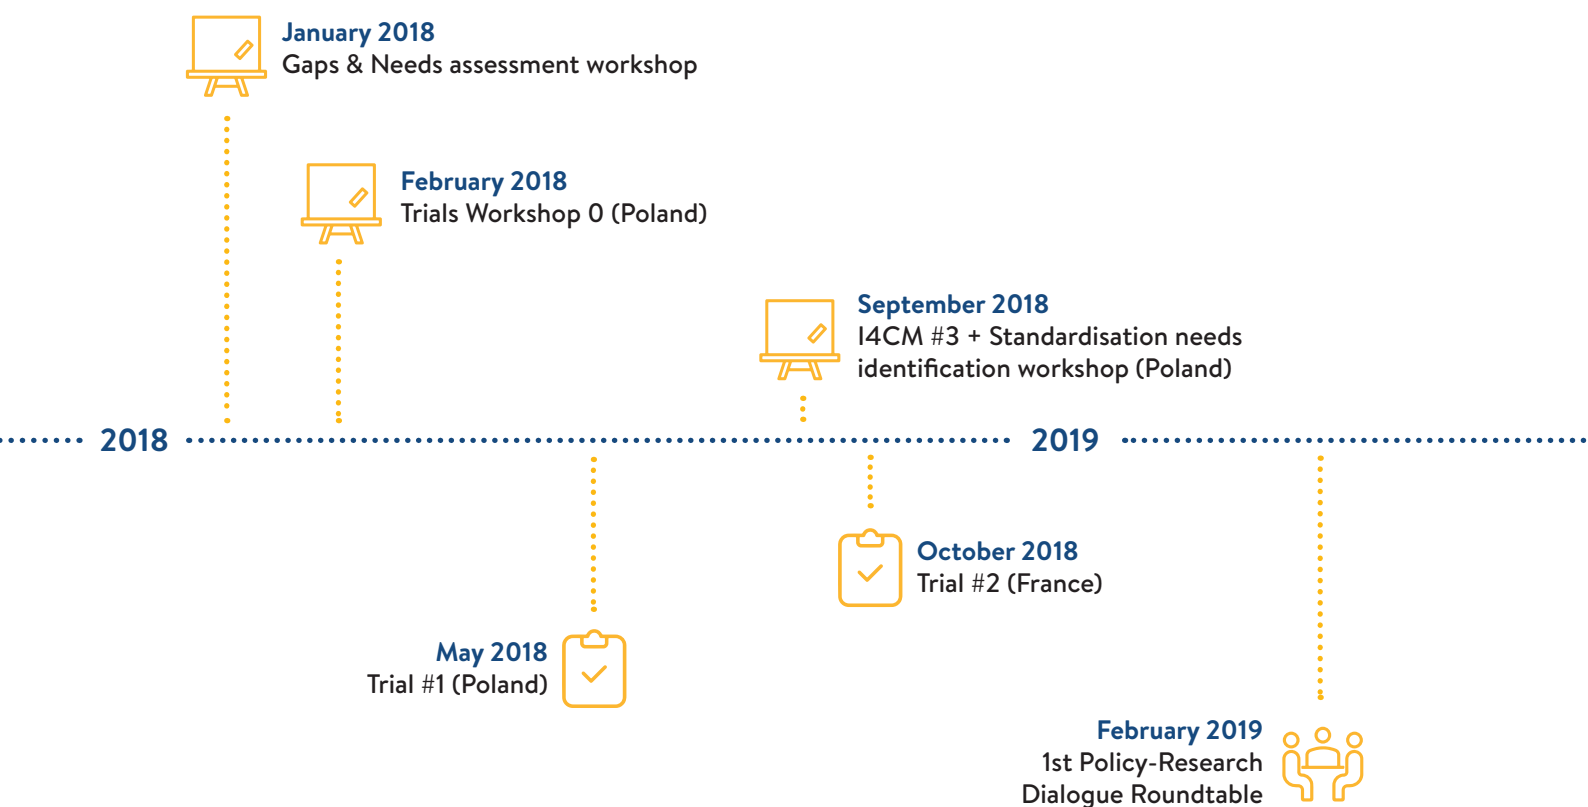 January 2018
Gaps & Needs assessment workshop
February 2018
Trials Workshop 0 (Poland)
September 2018
I4CM #3 + Standardisation needs
identification workshop (Poland)
2018
2019
October 2018
Trial #2 (France)
May 2018
Trial #1 (Poland)
February 2019
1st Policy-Research
Dialogue Roundtable